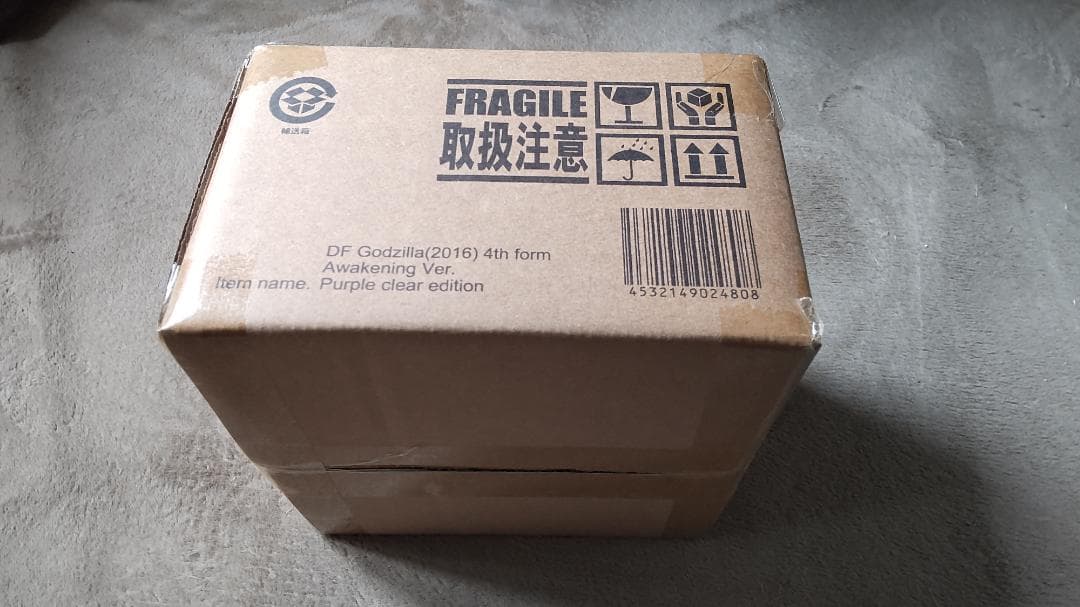 輸送箱
FRAGILE
取扱注意
DF Godzilla(2016) 4th form
Awakening Ver.
Item name. Purple clear edition
4532149024808